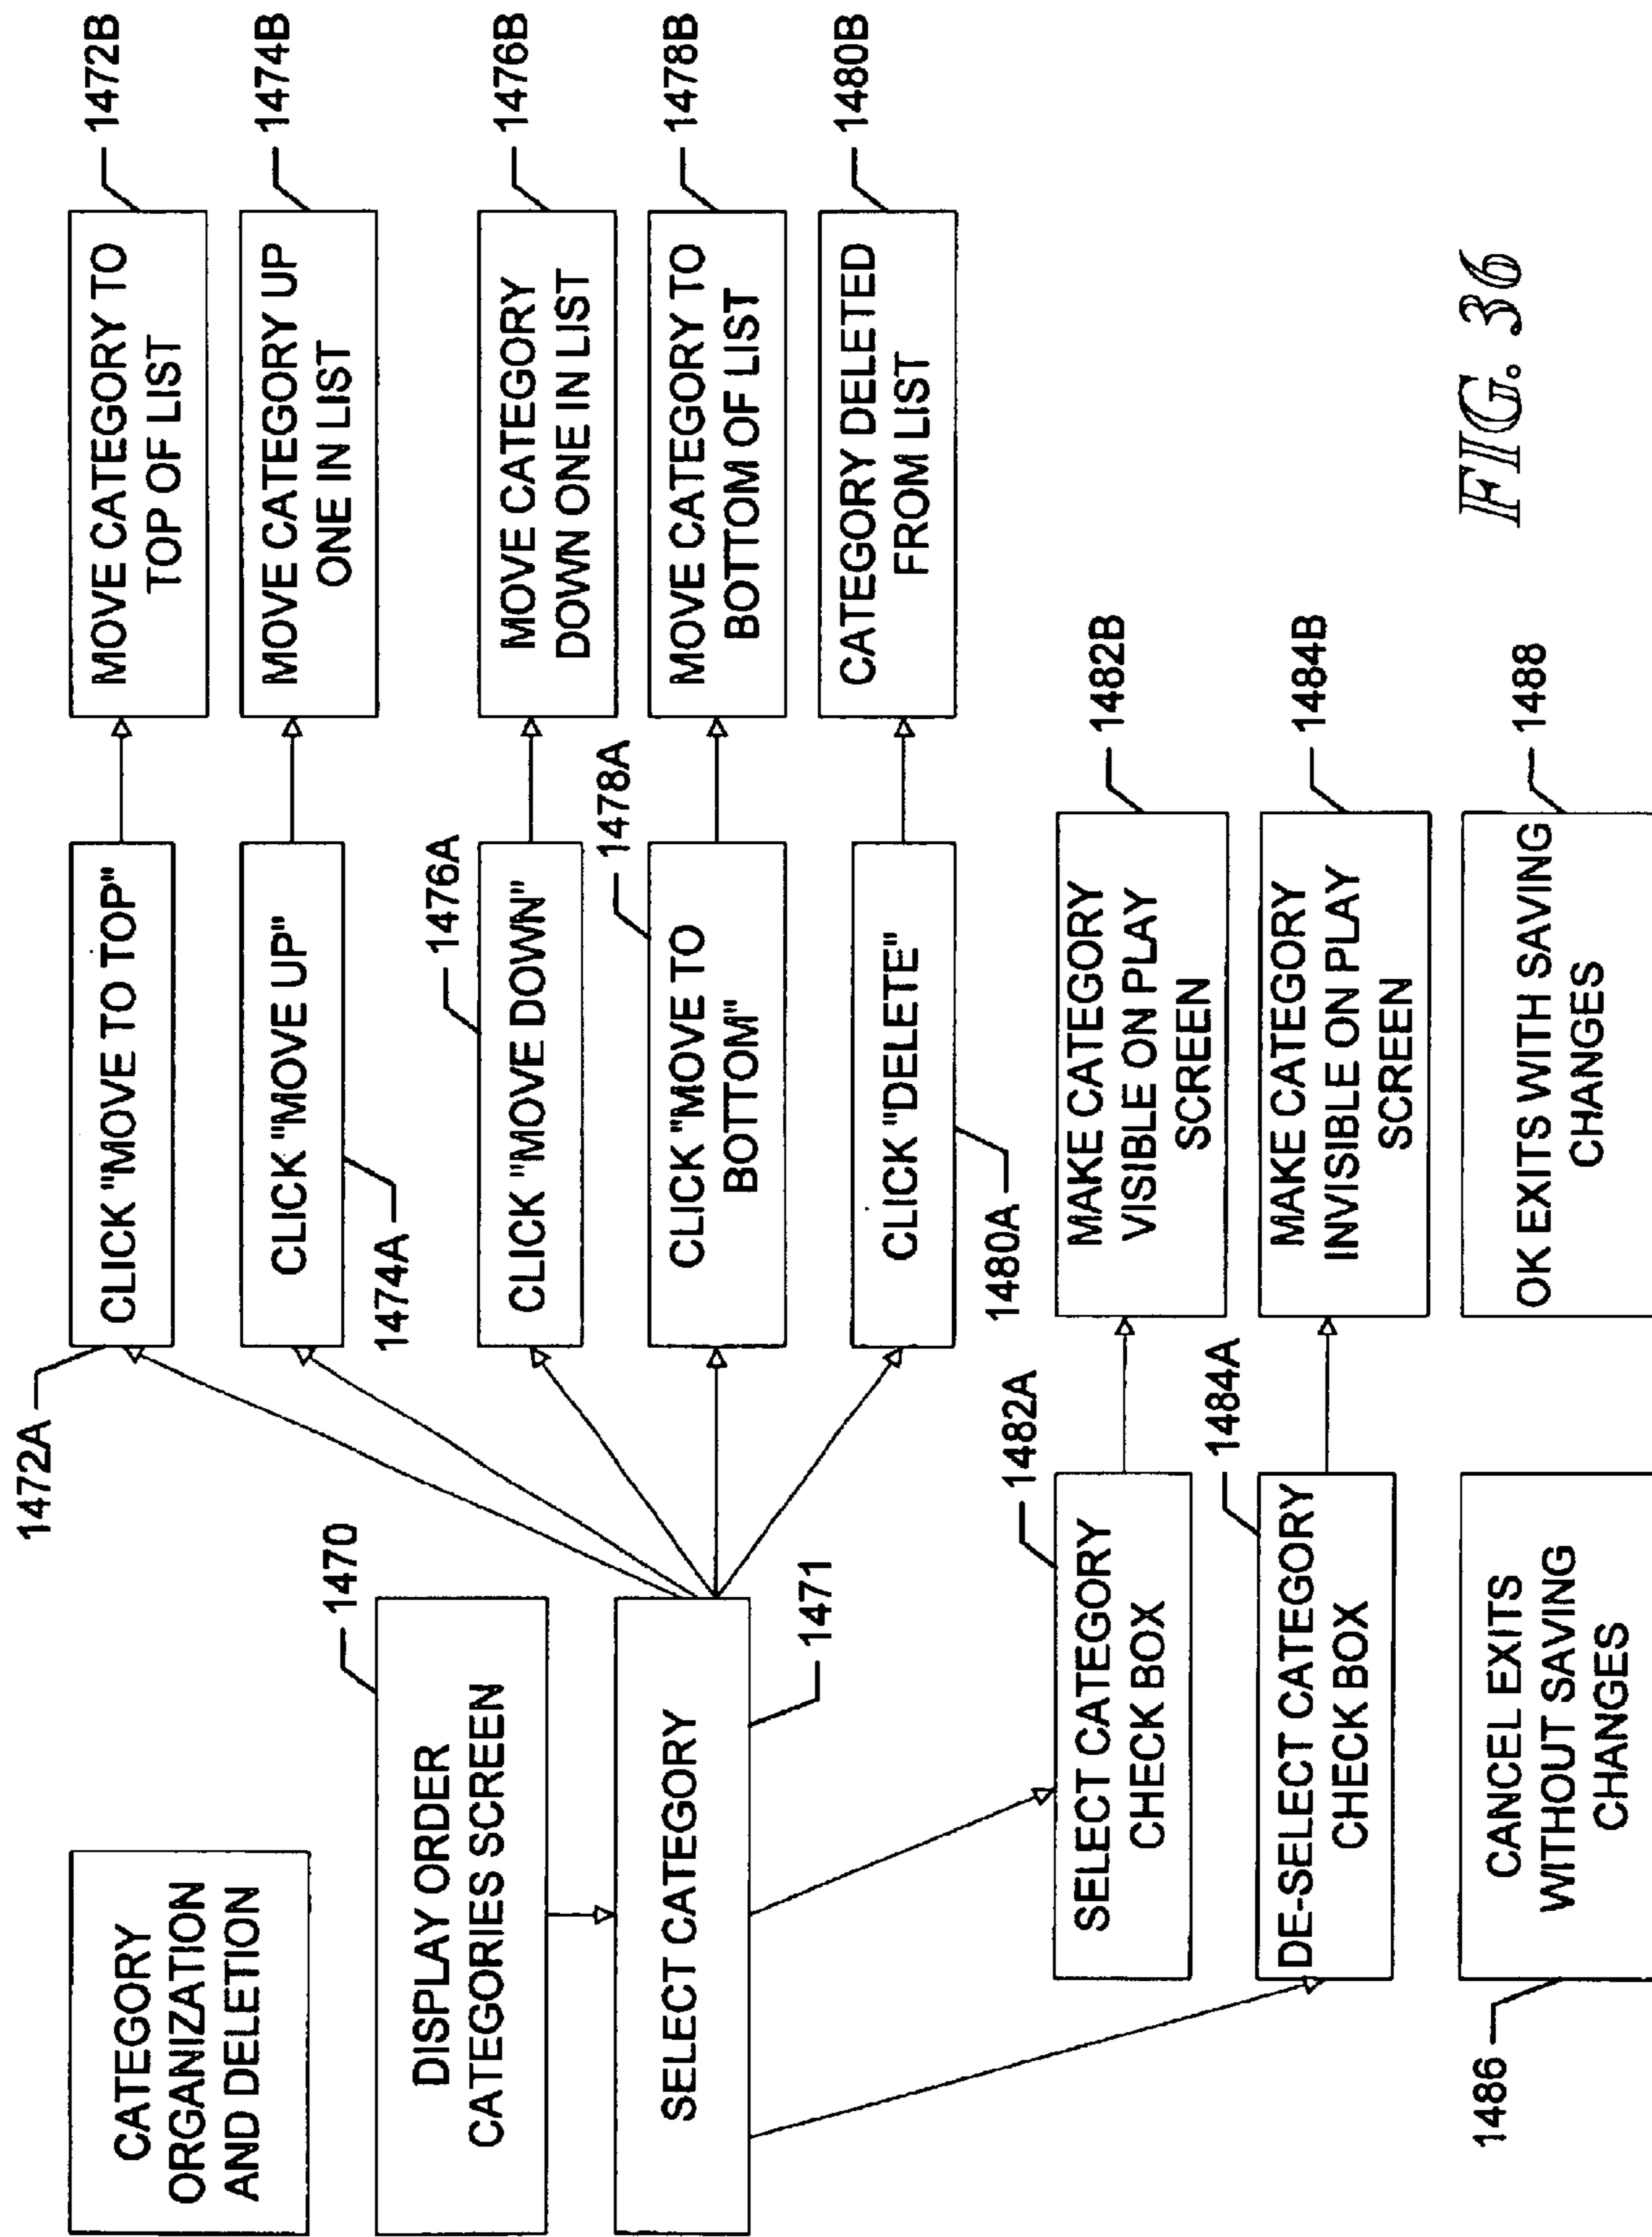 CATEGORY
ORGANIZATION
AND DELETION
1470
DISPLAY ORDER
CATEGORIES SCREEN
SELECT CATEGORY
1471
1472A
CLICK "MOVE TO TOP"
MOVE CATEGORY TO
TOP OF LIST
1472B
CLICK "MOVE UP"
1474A
MOVE CATEGORY UP
ONE IN LIST
1474B
1476A
CLICK "MOVE DOWN"
MOVE CATEGORY
DOWN ONE IN LIST
1476B
1478A
CLICK "MOVE TO
BOTTOM"
MOVE CATEGORY TO
BOTTOM OF LIST
1478B
CLICK "DELETE"
1480A
CATEGORY DELETED
FROM LIST
1480B
1482A
SELECT CATEGORY
CHECK BOX
MAKE CATEGORY
VISIBLE ON PLAY
SCREEN
1482B
1484A
DE-SELECT CATEGORY
CHECK BOX
MAKE CATEGORY
INVISIBLE ON PLAY
SCREEN
1484B
1486
CANCEL EXITS
WITHOUT SAVING
CHANGES
OK EXITS WITH SAVING
CHANGES
1488
FIG. 36